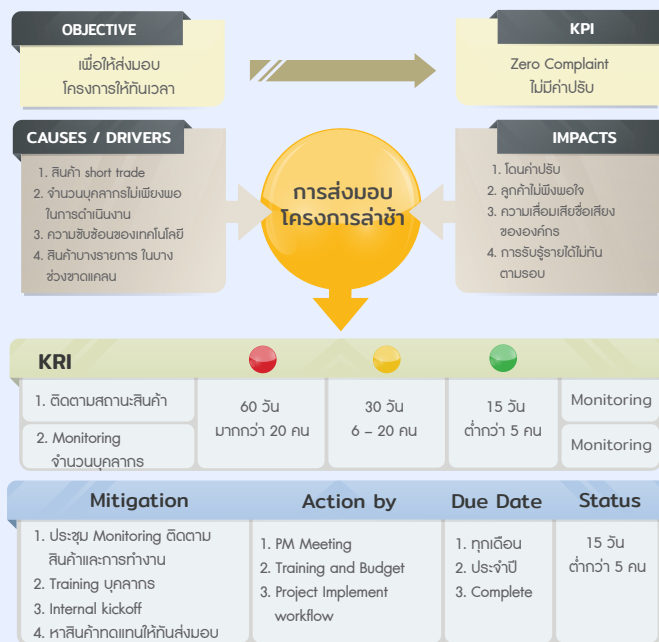 OBJECTIVE
เพื่อให้ส่งมอบ
โครงการให้ทันเวลา
KPI
Zero Complaint
ไม่มีค่าปรับ
CAUSES / DRIVERS
1. สินค้า short trade
2. จำนวนบุคลากรไม่เพียงพอ
ในการดำเนินงาน
3. ความซับซ้อนของเทคโนโลยี
4. สินค้าบางรายการ ในบาง
ช่วงขาดแคลน
การส่งมอบ
โครงการล่าช้า
IMPACTS
1. โดนค่าปรับ
2. ลูกค้าไม่พึงพอใจ
3. ความเสื่อมเสียชื่อเสียง
ขององค์กร
4. การรับรู้รายได้ไม่ทัน
ตามรอบ
KRI
1. ติดตามสถานะสินค้า
2. Monitoring
จำนวนบุคลากร
60 วัน
มากกว่า 20 คน
30 วัน
6 – 20 คน
15 วัน
ต่ำกว่า 5 คน
Monitoring
Monitoring
Mitigation
Action by
Due Date
Status
1. ประชุม Monitoring ติดตาม
สินค้าและการทำงาน
2. Training บุคลากร
3. Internal kickoff
4. หาสินค้าทดแทนให้ทันส่งมอบ
1. PM Meeting
2. Training and Budget
3. Project Implement
workflow
1. ทุกเดือน
2. ประจำปี
3. Complete
15 วัน
ต่ำกว่า 5 คน